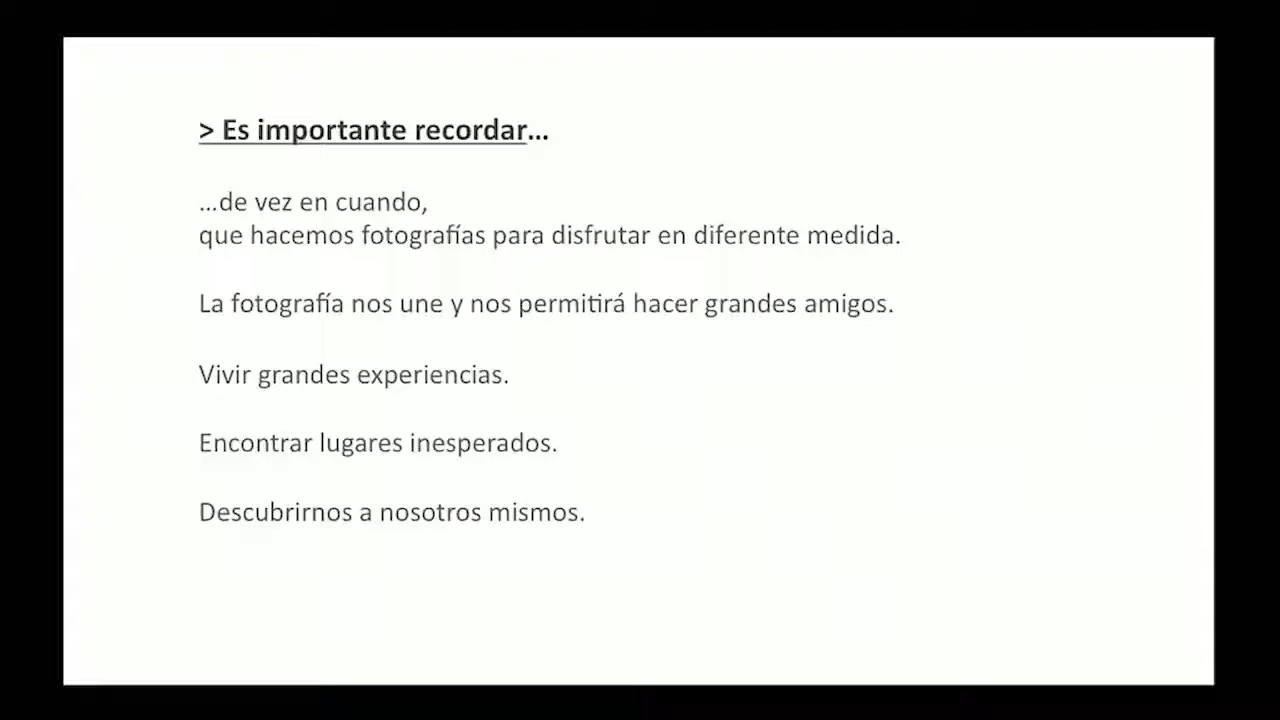 > Es importante recordar...
...de vez en cuando,
que hacemos fotografías para disfrutar en diferente medida.
La fotografía nos une y nos permitirá hacer grandes amigos.
Vivir grandes experiencias.
Encontrar lugares inesperados.
Descubrirnos a nosotros mismos.